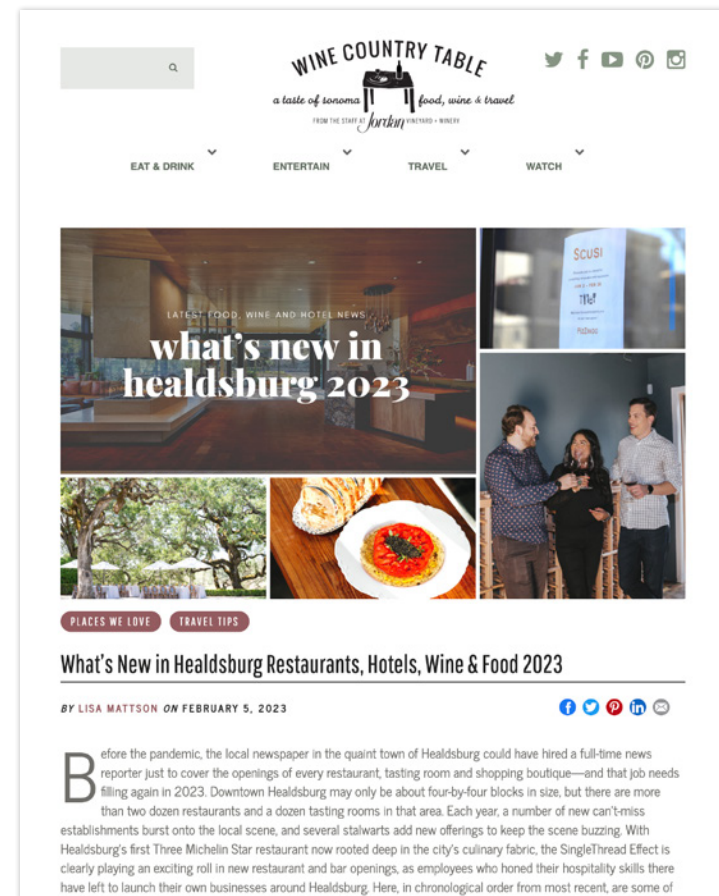 WINE COUNTRY TABLE
a taste of sonoma food, wine & travel
FROM THE STAFF AT Jordan VINEYARD + WINERY
EAT & DRINK ENTERTAIN TRAVEL WATCH
LATEST FOOD, WINE AND HOTEL NEWS
what's new in
healdsburg 2023
SCUSI
PLACES WE LOVE TRAVEL TIPS
What's New in Healdsburg Restaurants, Hotels, Wine & Food 2023
BY LISA MATTSON ON FEBRUARY 5, 2023
Before the pandemic, the local newspaper in the quaint town of Healdsburg could have hired a full-time news
reporter just to cover the openings of every restaurant, tasting room and shopping boutique—and that job needs
filling again in 2023. Downtown Healdsburg may only be about four-by-four blocks in size, but there are more
than two dozen restaurants and a dozen tasting rooms in that area. Each year, a number of new can't-miss
establishments burst onto the local scene, and several stalwarts add new offerings to keep the scene buzzing. With
Healdsburg's first Three Michelin Star restaurant now rooted deep in the city's culinary fabric, the SingleThread Effect is
clearly playing an exciting roll in new restaurant and bar openings, as employees who honed their hospitality skills there
have left to launch their own businesses around Healdsburg. Here, in chronological order from most recent, are some of